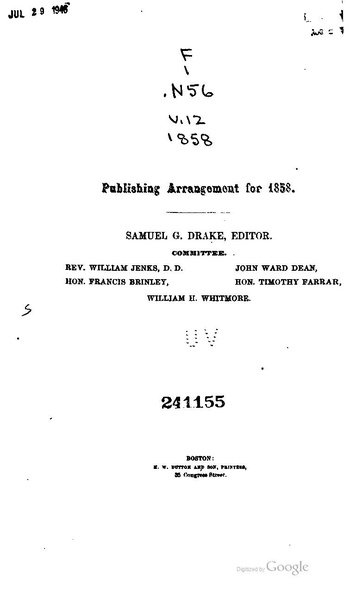 JUL 29 1946
F
1
.N56
V.12
1858
Publishing Arrangement for 1858.
SAMUEL G. DRAKE, EDITOR.
COMMITTEE.
REV. WILLIAM JENKS, D. D. JOHN WARD DEAN,
HON. FRANCIS BRINLEY, HON. TIMOTHY FARRAR,
WILLIAM H. WHITMORE.
S
UV
241155
BOSTON:
H. W. DUTTON AND SON, PRINTERS,
35 Congress Street.
Digitized by Google